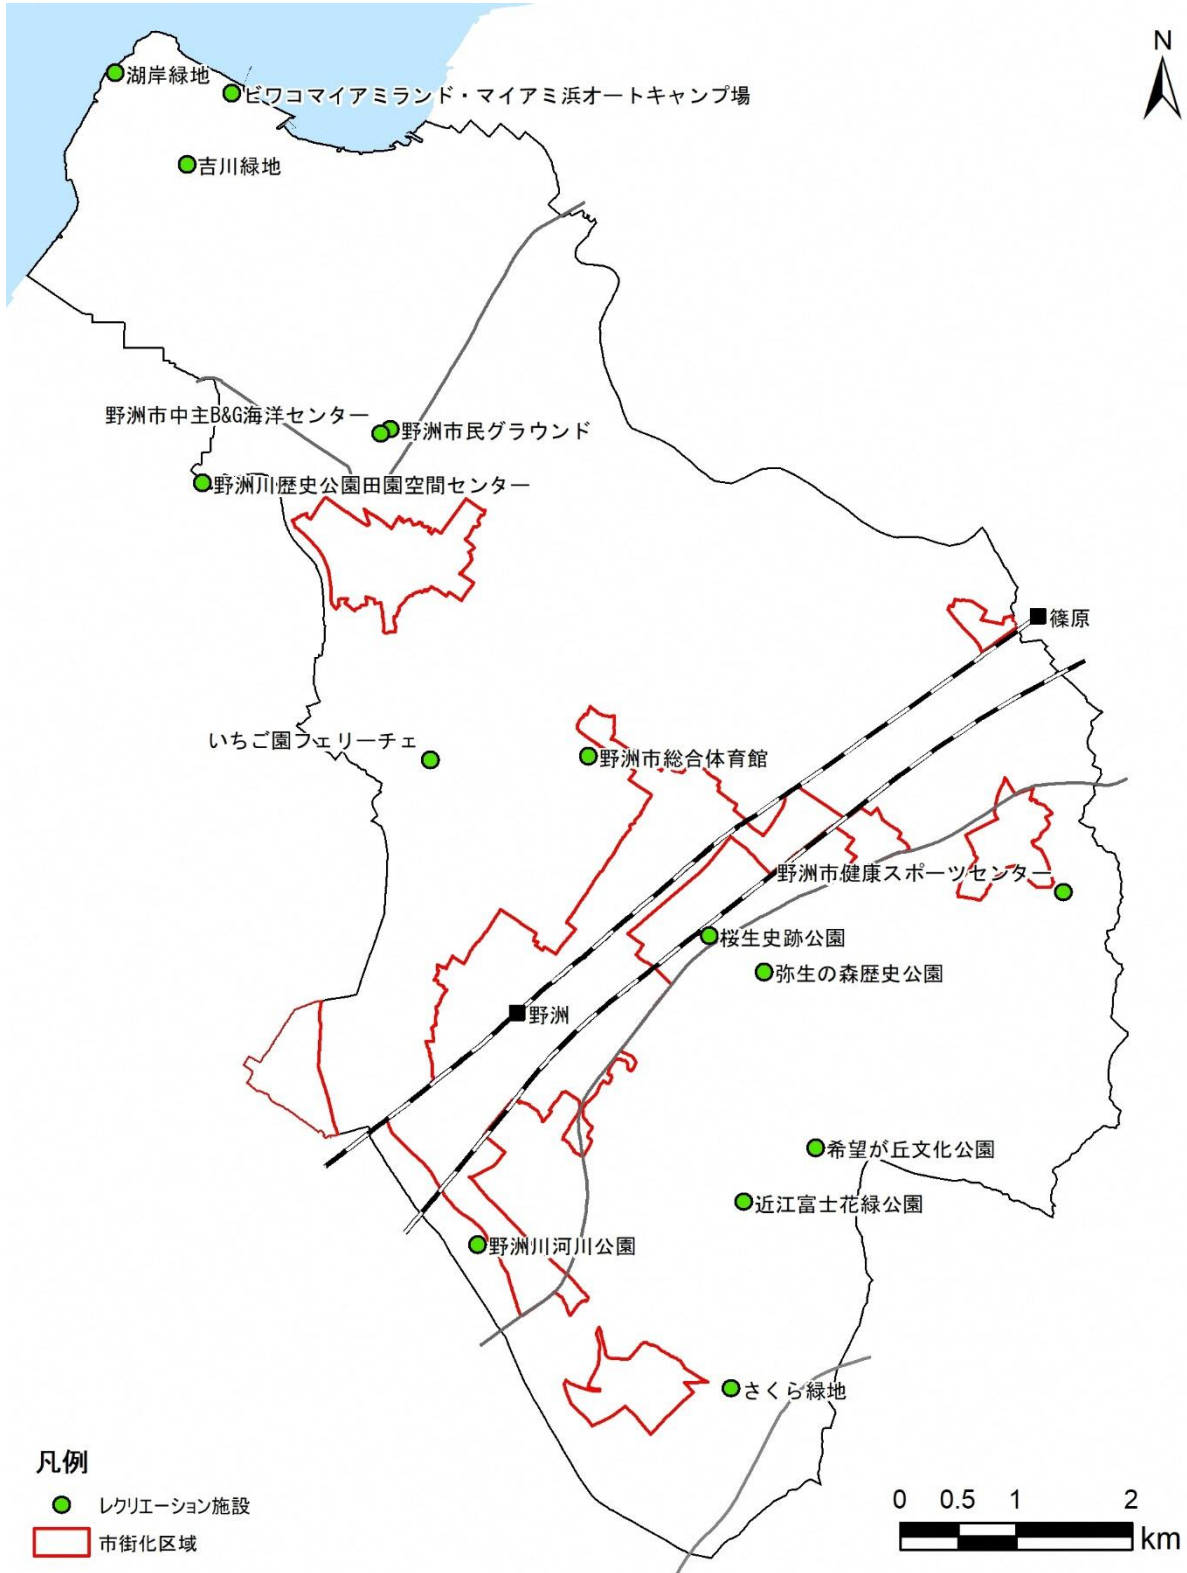 N
湖岸緑地
ビワコマイアミランド・マイアミ浜オートキャンプ場
吉川緑地
野洲市中主B&G海洋センター
野洲市民グラウンド
野洲川歴史公園田園空間センター
篠原
いちご園フェリーチェ
野洲市総合体育館
野洲市健康スポーツセンター
桜生史跡公園
弥生の森歴史公園
野洲
希望が丘文化公園
近江富士花緑公園
野洲川河川公園
さくら緑地
凡例
レクリエーション施設
市街化区域
0 0.5 1 2
km